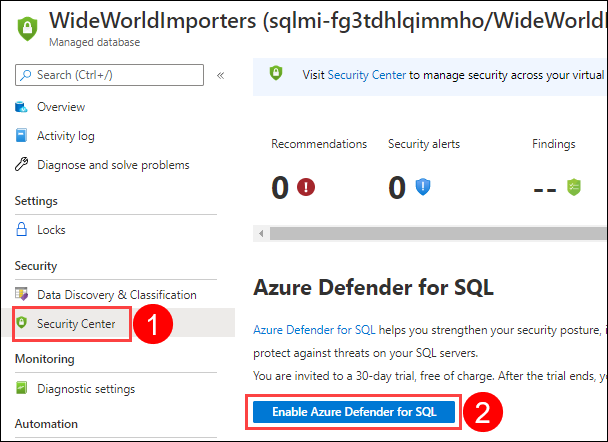 WideWorldImporters (sqlmi-fg3tdhlqimmho/WideWorldI
Managed database
Search (Ctrl+/)
«
Overview
Activity log
Diagnose and solve problems
Settings
Locks
Security
Data Discovery & Classification
Security Center
1
Monitoring
Diagnostic settings
Automation
Visit Security Center to manage security across your virtual
Recommendations
Security alerts
Findings
0
0
--
Azure Defender for SQL
Azure Defender for SQL helps you strengthen your security posture, i
protect against threats on your SQL servers.
You are invited to a 30-day trial, free of charge. After the trial ends, yo
Enable Azure Defender for SQL
2